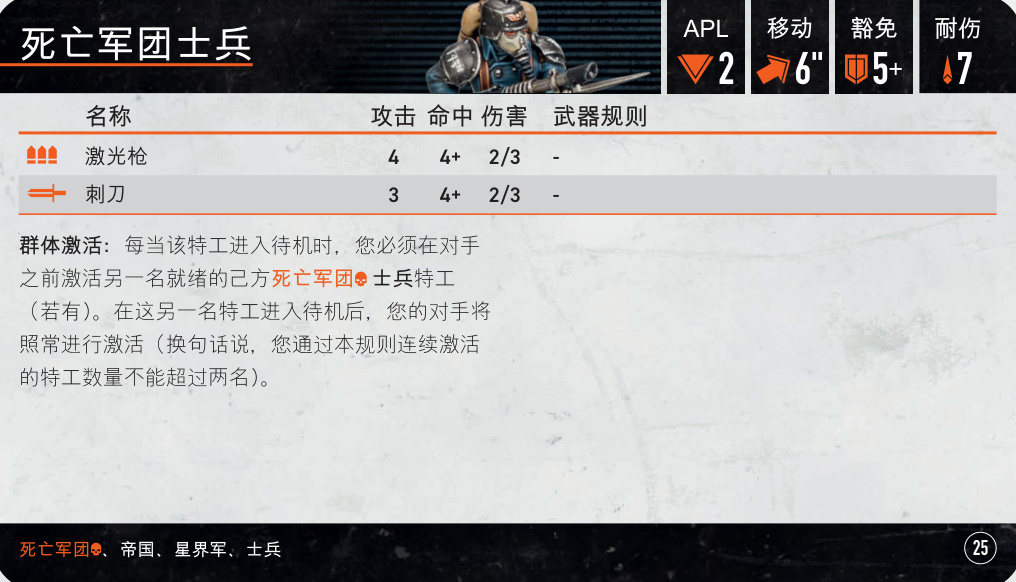 死亡军团士兵
APL 移动 豁免 耐伤
2 6" 5+ 7
名称 攻击 命中 伤害 武器规则
激光枪 4 4+ 2/3 -
刺刀 3 4+ 2/3 -
群体激活：每当该特工进入待机时，您必须在对手
之前激活另一名就绪的己方死亡军团士兵特工
（若有）。在这另一名特工进入待机后，您的对手将
照常进行激活（换句话说，您通过本规则连续激活
的特工数量不能超过两名）。
死亡军团、帝国、星界军、士兵
25